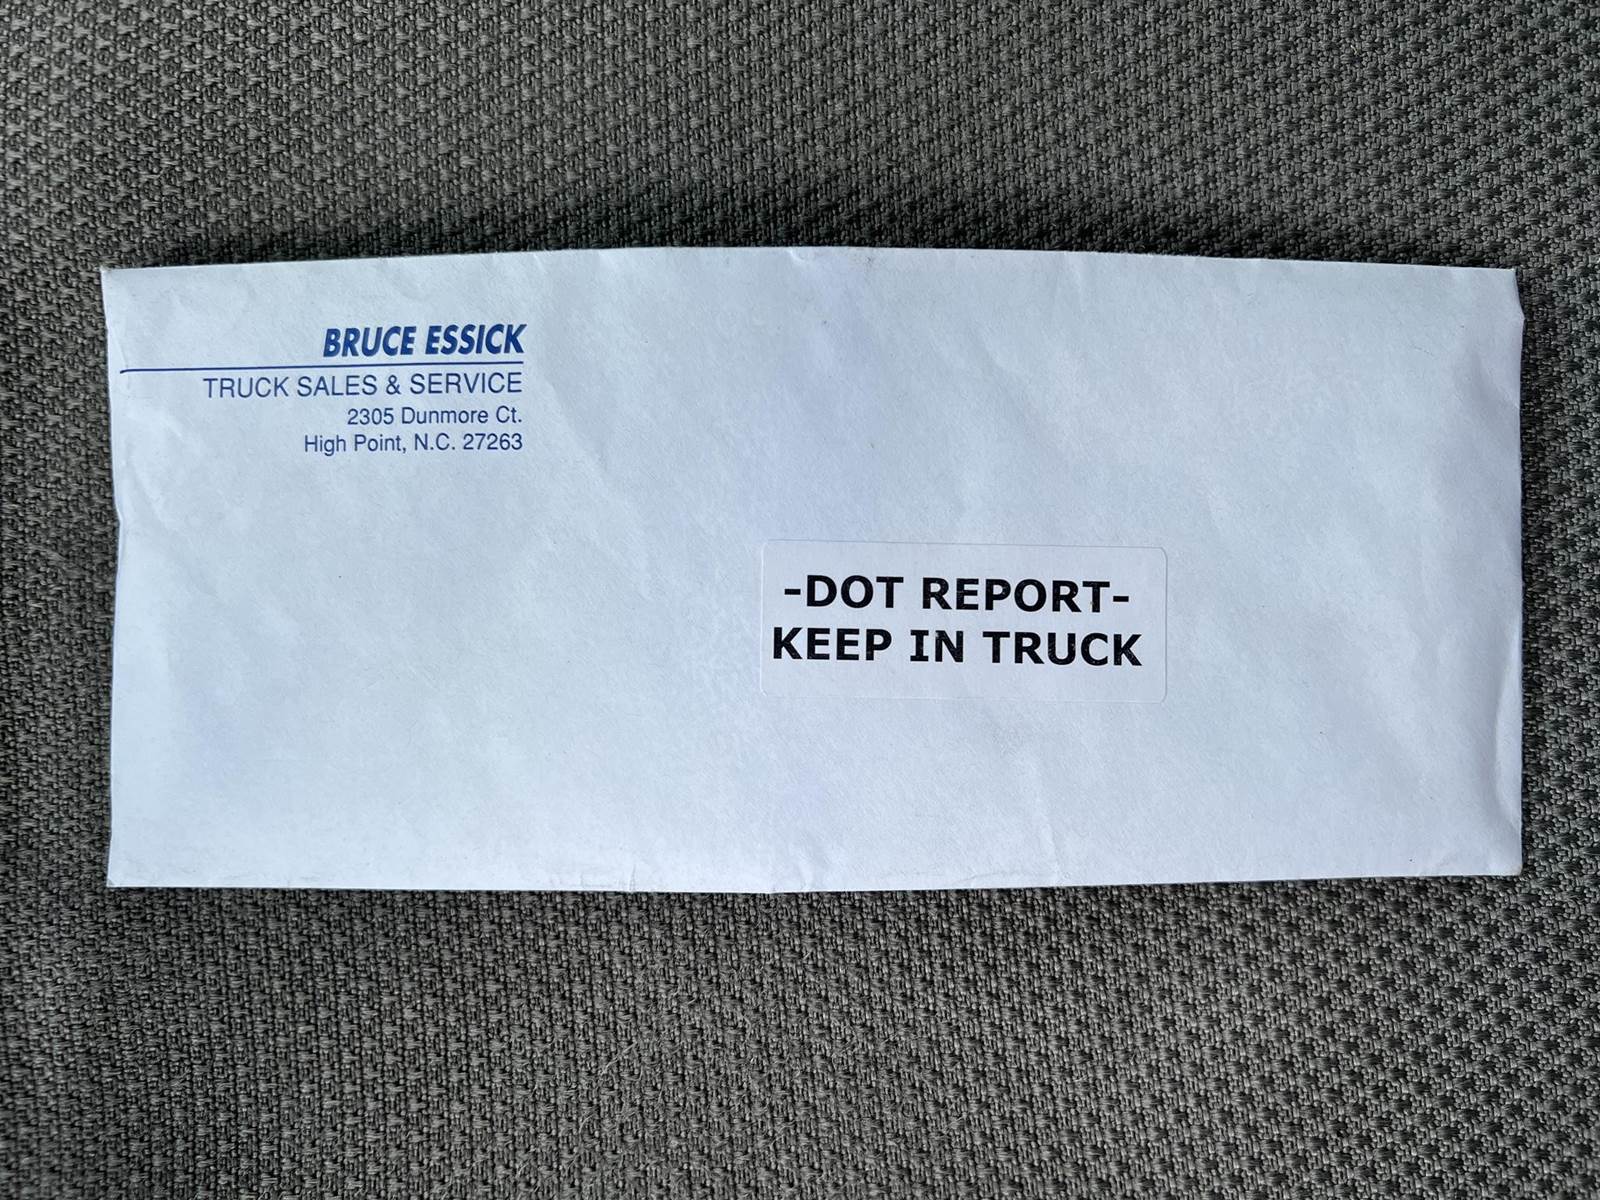 BRUCE ESSICK
TRUCK SALES & SERVICE
2305 Dunmore Ct.
High Point, N.C. 27263
-DOT REPORT-
KEEP IN TRUCK